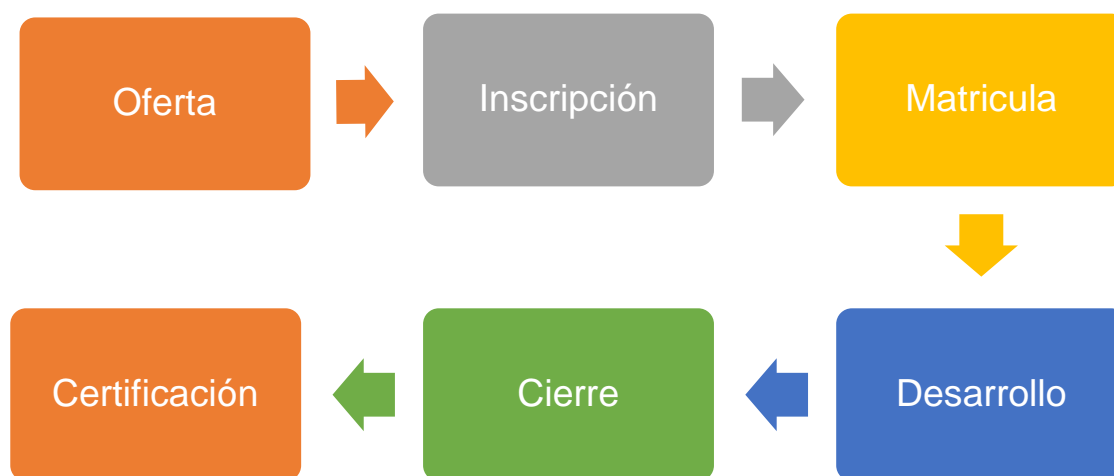 Oferta
Inscripción
Matricula
Desarrollo
Cierre
Certificación